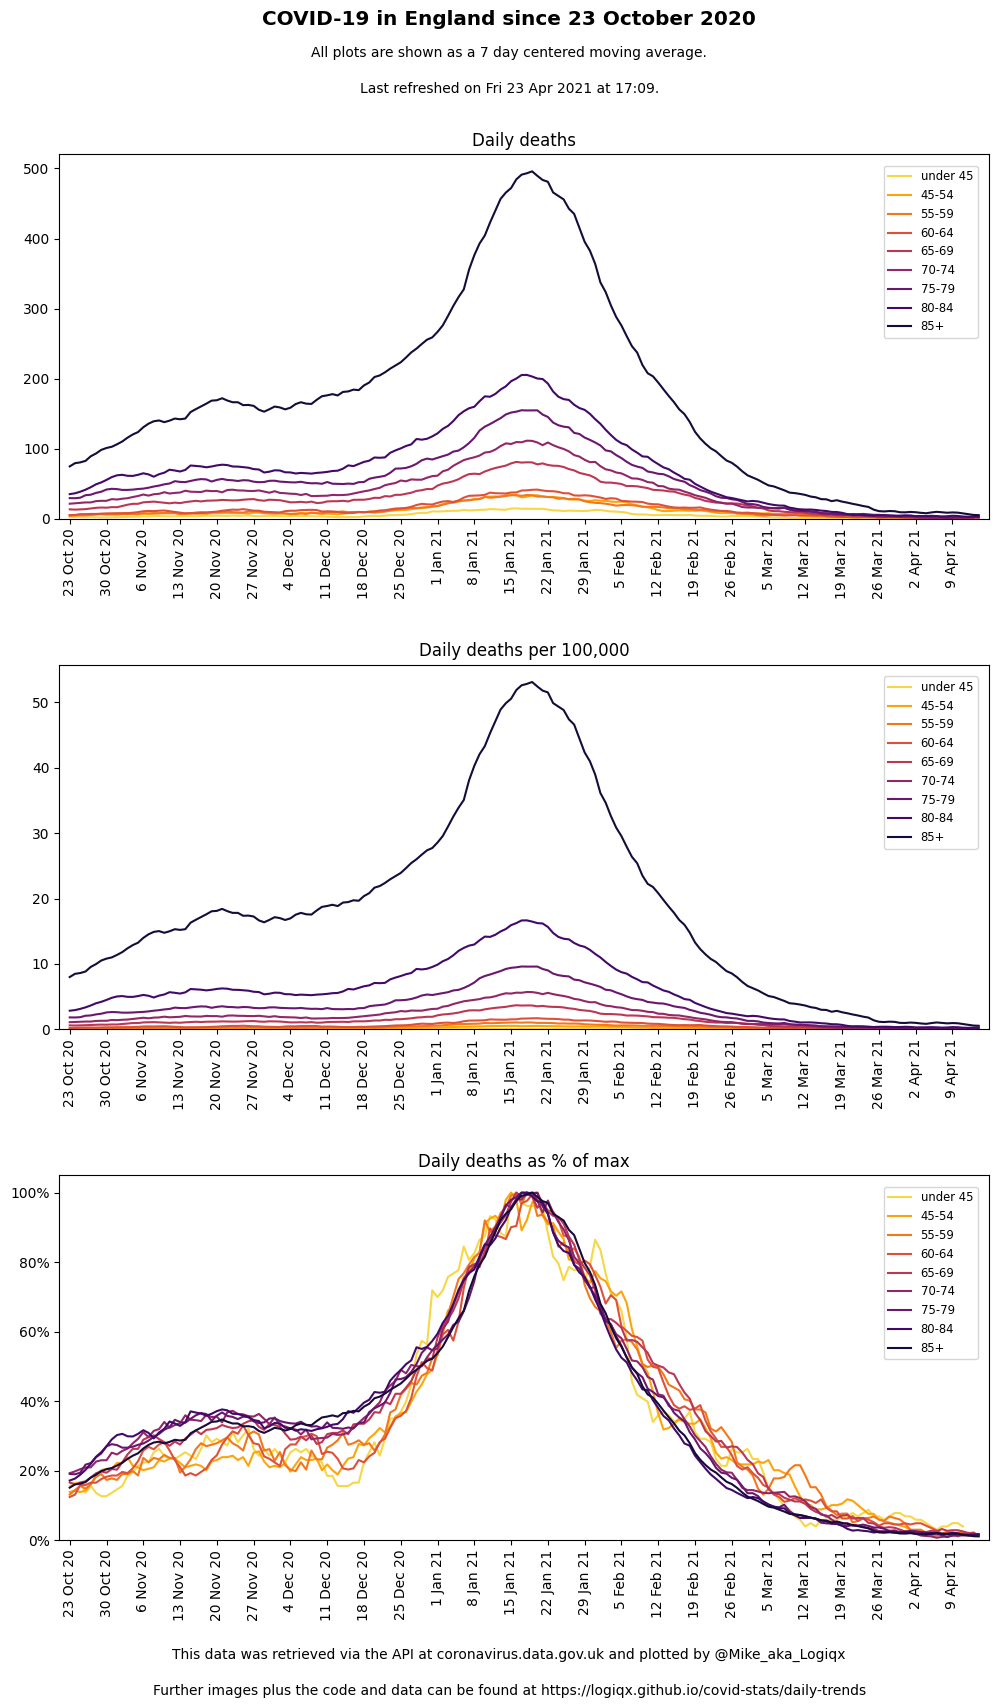 COVID-19 in England since 23 October 2020
All plots are shown as a 7 day centered moving average.
Last refreshed on Fri 23 Apr 2021 at 17:09.
Daily deaths
500
400
300
200
100
0
under 45
45-54
55-59
60-64
65-69
70-74
75-79
80-84
85+
23 Oct 20
30 Oct 20
6 Nov 20
13 Nov 20
20 Nov 20
27 Nov 20
4 Dec 20
11 Dec 20
18 Dec 20
25 Dec 20
1 Jan 21
8 Jan 21
15 Jan 21
22 Jan 21
29 Jan 21
5 Feb 21
12 Feb 21
19 Feb 21
26 Feb 21
5 Mar 21
12 Mar 21
19 Mar 21
26 Mar 21
2 Apr 21
9 Apr 21
Daily deaths per 100,000
50
40
30
20
10
0
under 45
45-54
55-59
60-64
65-69
70-74
75-79
80-84
85+
23 Oct 20
30 Oct 20
6 Nov 20
13 Nov 20
20 Nov 20
27 Nov 20
4 Dec 20
11 Dec 20
18 Dec 20
25 Dec 20
1 Jan 21
8 Jan 21
15 Jan 21
22 Jan 21
29 Jan 21
5 Feb 21
12 Feb 21
19 Feb 21
26 Feb 21
5 Mar 21
12 Mar 21
19 Mar 21
26 Mar 21
2 Apr 21
9 Apr 21
Daily deaths as % of max
100%
80%
60%
40%
20%
0%
under 45
45-54
55-59
60-64
65-69
70-74
75-79
80-84
85+
23 Oct 20
30 Oct 20
6 Nov 20
13 Nov 20
20 Nov 20
27 Nov 20
4 Dec 20
11 Dec 20
18 Dec 20
25 Dec 20
1 Jan 21
8 Jan 21
15 Jan 21
22 Jan 21
29 Jan 21
5 Feb 21
12 Feb 21
19 Feb 21
26 Feb 21
5 Mar 21
12 Mar 21
19 Mar 21
26 Mar 21
2 Apr 21
9 Apr 21
This data was retrieved via the API at coronavirus.data.gov.uk and plotted by @Mike_aka_Logiqx
Further images plus the code and data can be found at https://logiqx.github.io/covid-stats/daily-trends